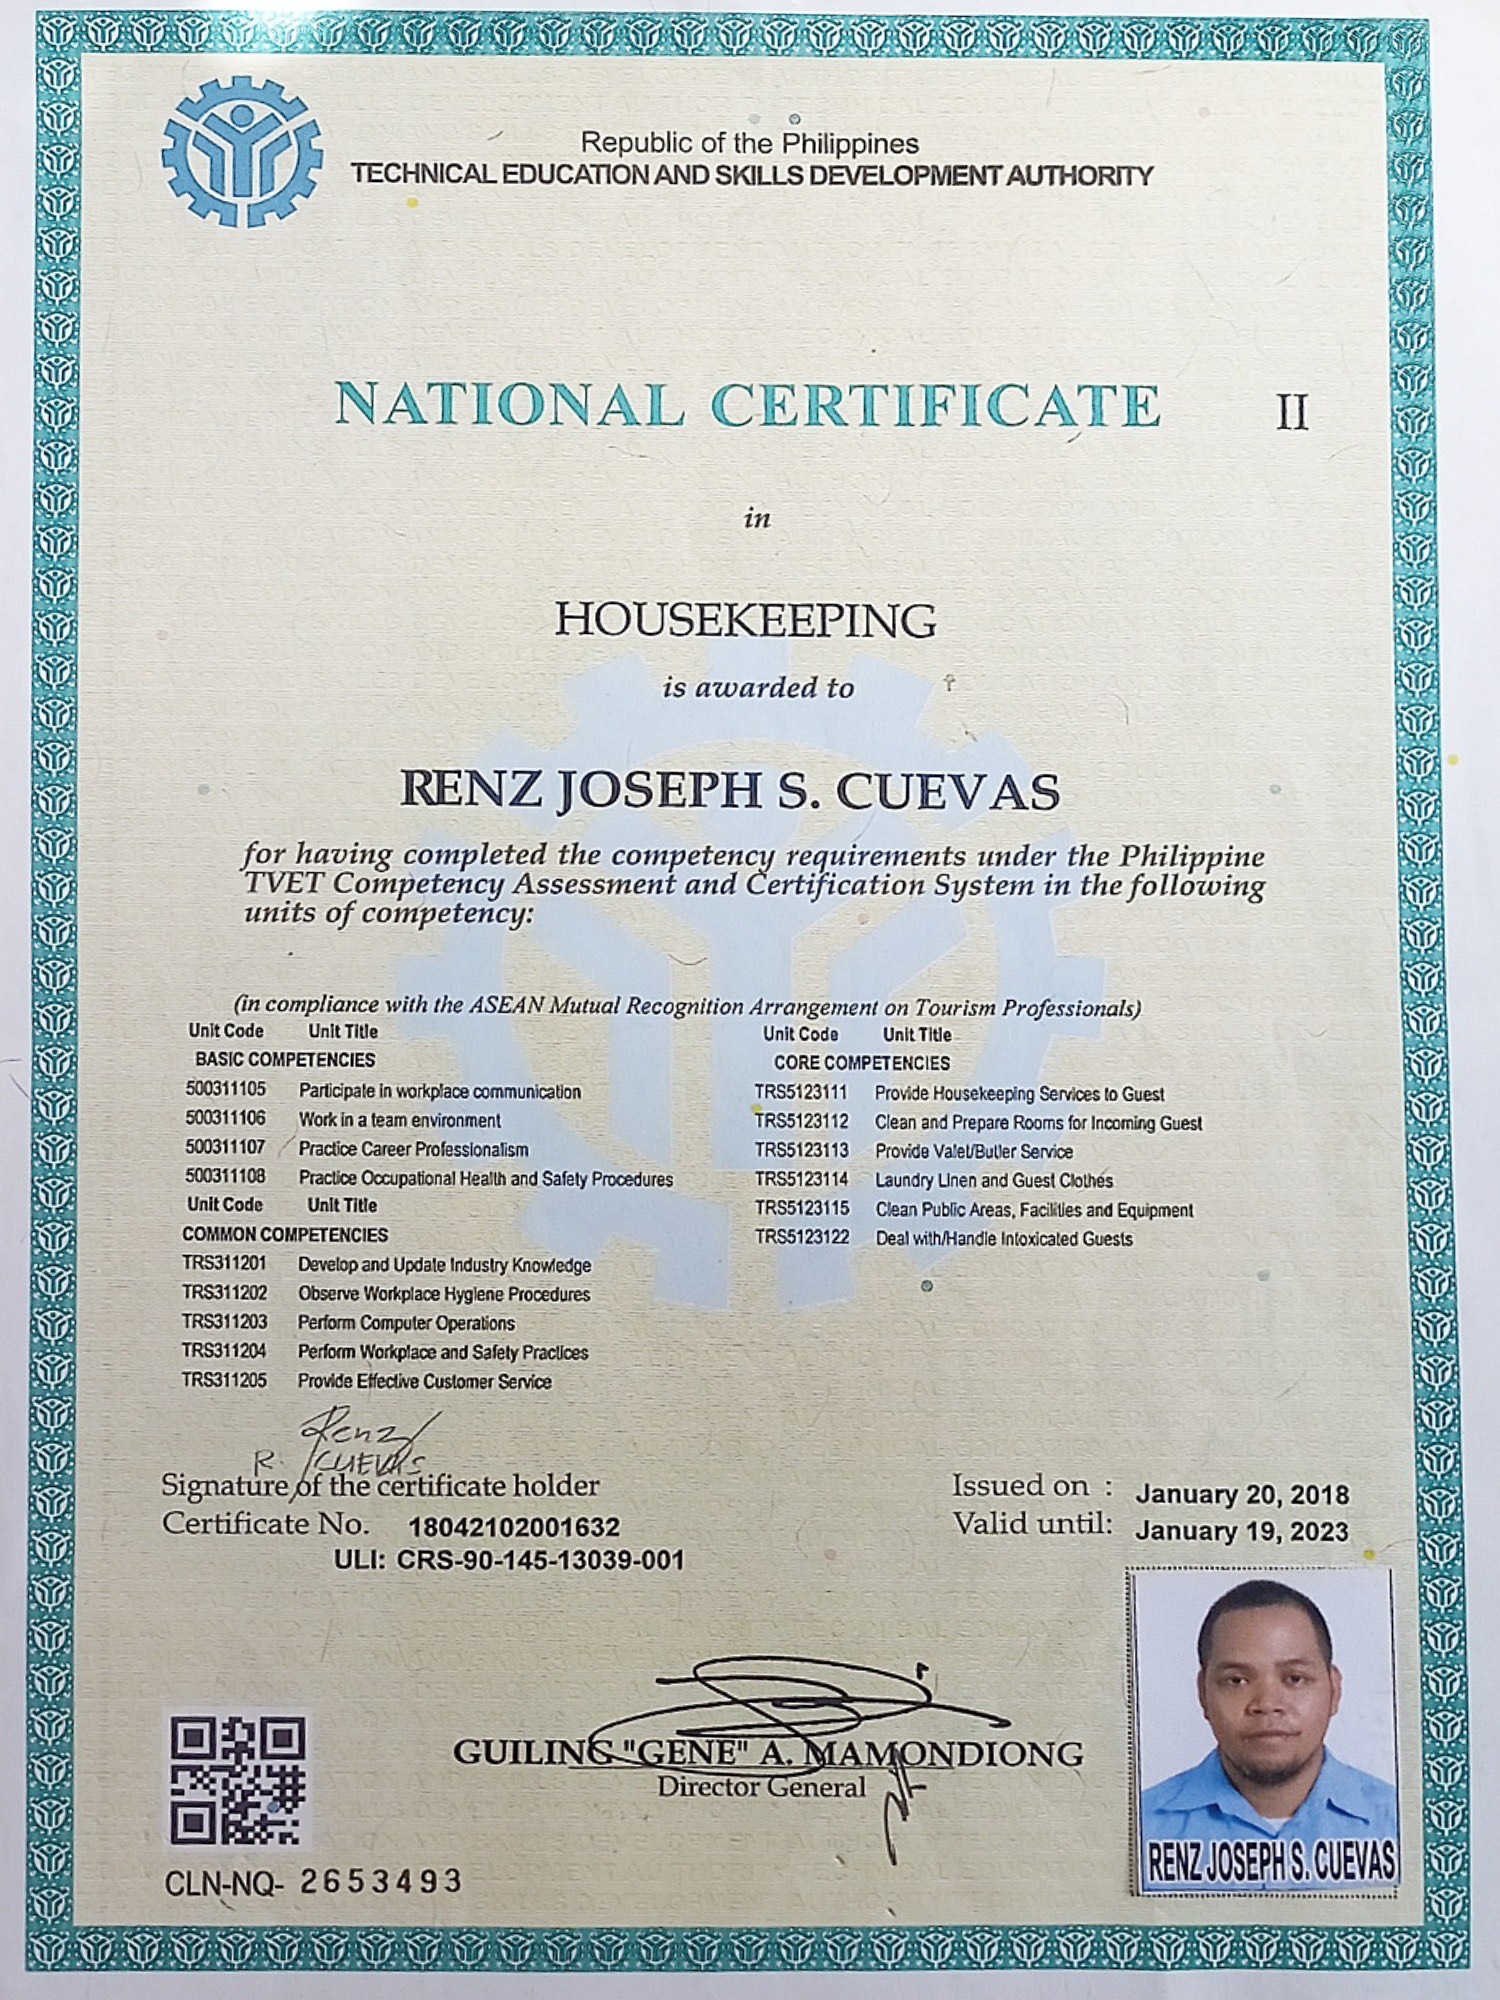 Republic of the Philippines
TECHNICAL EDUCATION AND SKILLS DEVELOPMENT AUTHORITY
NATIONAL CERTIFICATE II
in
HOUSEKEEPING
is awarded to
RENZ JOSEPH S. CUEVAS
for having completed the competency requirements under the Philippine
TVET Competency Assessment and Certification System in the following
units of competency:
(in compliance with the ASEAN Mutual Recognition Arrangement on Tourism Professionals)
Unit Code Unit Title
BASIC COMPETENCIES
500311105 Participate in workplace communication
500311106 Work in a team environment
500311107 Practice Career Professionalism
500311108 Practice Occupational Health and Safety Procedures
Unit Code Unit Title
COMMON COMPETENCIES
TRS311201 Develop and Update Industry Knowledge
TRS311202 Observe Workplace Hygiene Procedures
TRS311203 Perform Computer Operations
TRS311204 Perform Workplace and Safety Practices
TRS311205 Provide Effective Customer Service
Unit Code Unit Title
CORE COMPETENCIES
TRS5123111 Provide Housekeeping Services to Guest
TRS5123112 Clean and Prepare Rooms for Incoming Guest
TRS5123113 Provide Valet/Butler Service
TRS5123114 Laundry Linen and Guest Clothes
TRS5123115 Clean Public Areas, Facilities and Equipment
TRS5123122 Deal with/Handle Intoxicated Guests
Renz
R. CUEVAS
Signature of the certificate holder
Certificate No. 18042102001632
ULI: CRS-90-145-13039-001
Issued on : January 20, 2018
Valid until: January 19, 2023
GUILING "GENE" A. MAMONDIONG
Director General
RENZ JOSEPH S. CUEVAS
CLN-NQ- 2653493